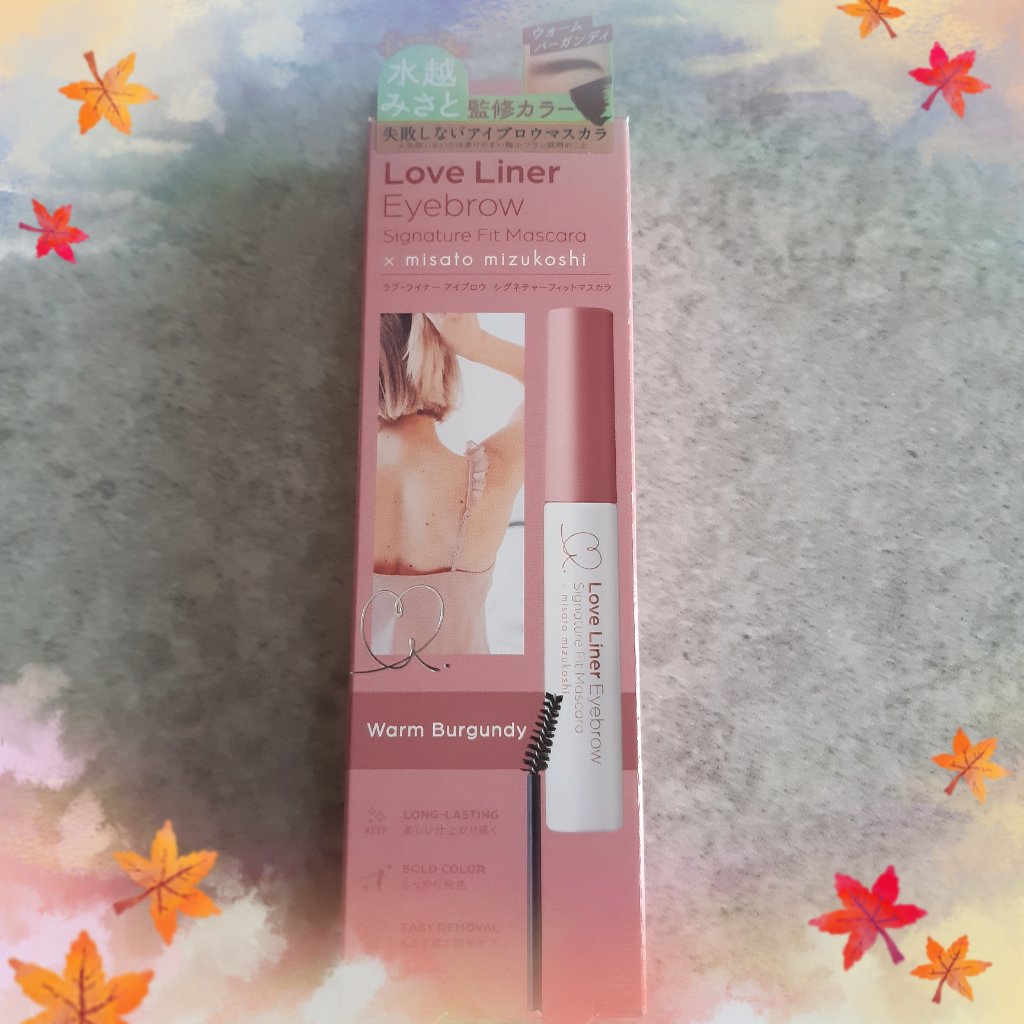 水越
みさと
監修カラー
ウォーム
バーガンディ
失敗しないアイブロウマスカラ
Love Liner
Eyebrow
Signature Fit Mascara
× misato mizukoshi
ラブ・ライナー アイブロウ シグネチャーフィットマスカラ
Love Liner Eyebrow
Signature Fit Mascara
× misato mizukoshi
Warm Burgundy
KEEP
LONG-LASTING
美しい仕上がり続く
BOLD COLOR
しっかり発色
EASY REMOVAL